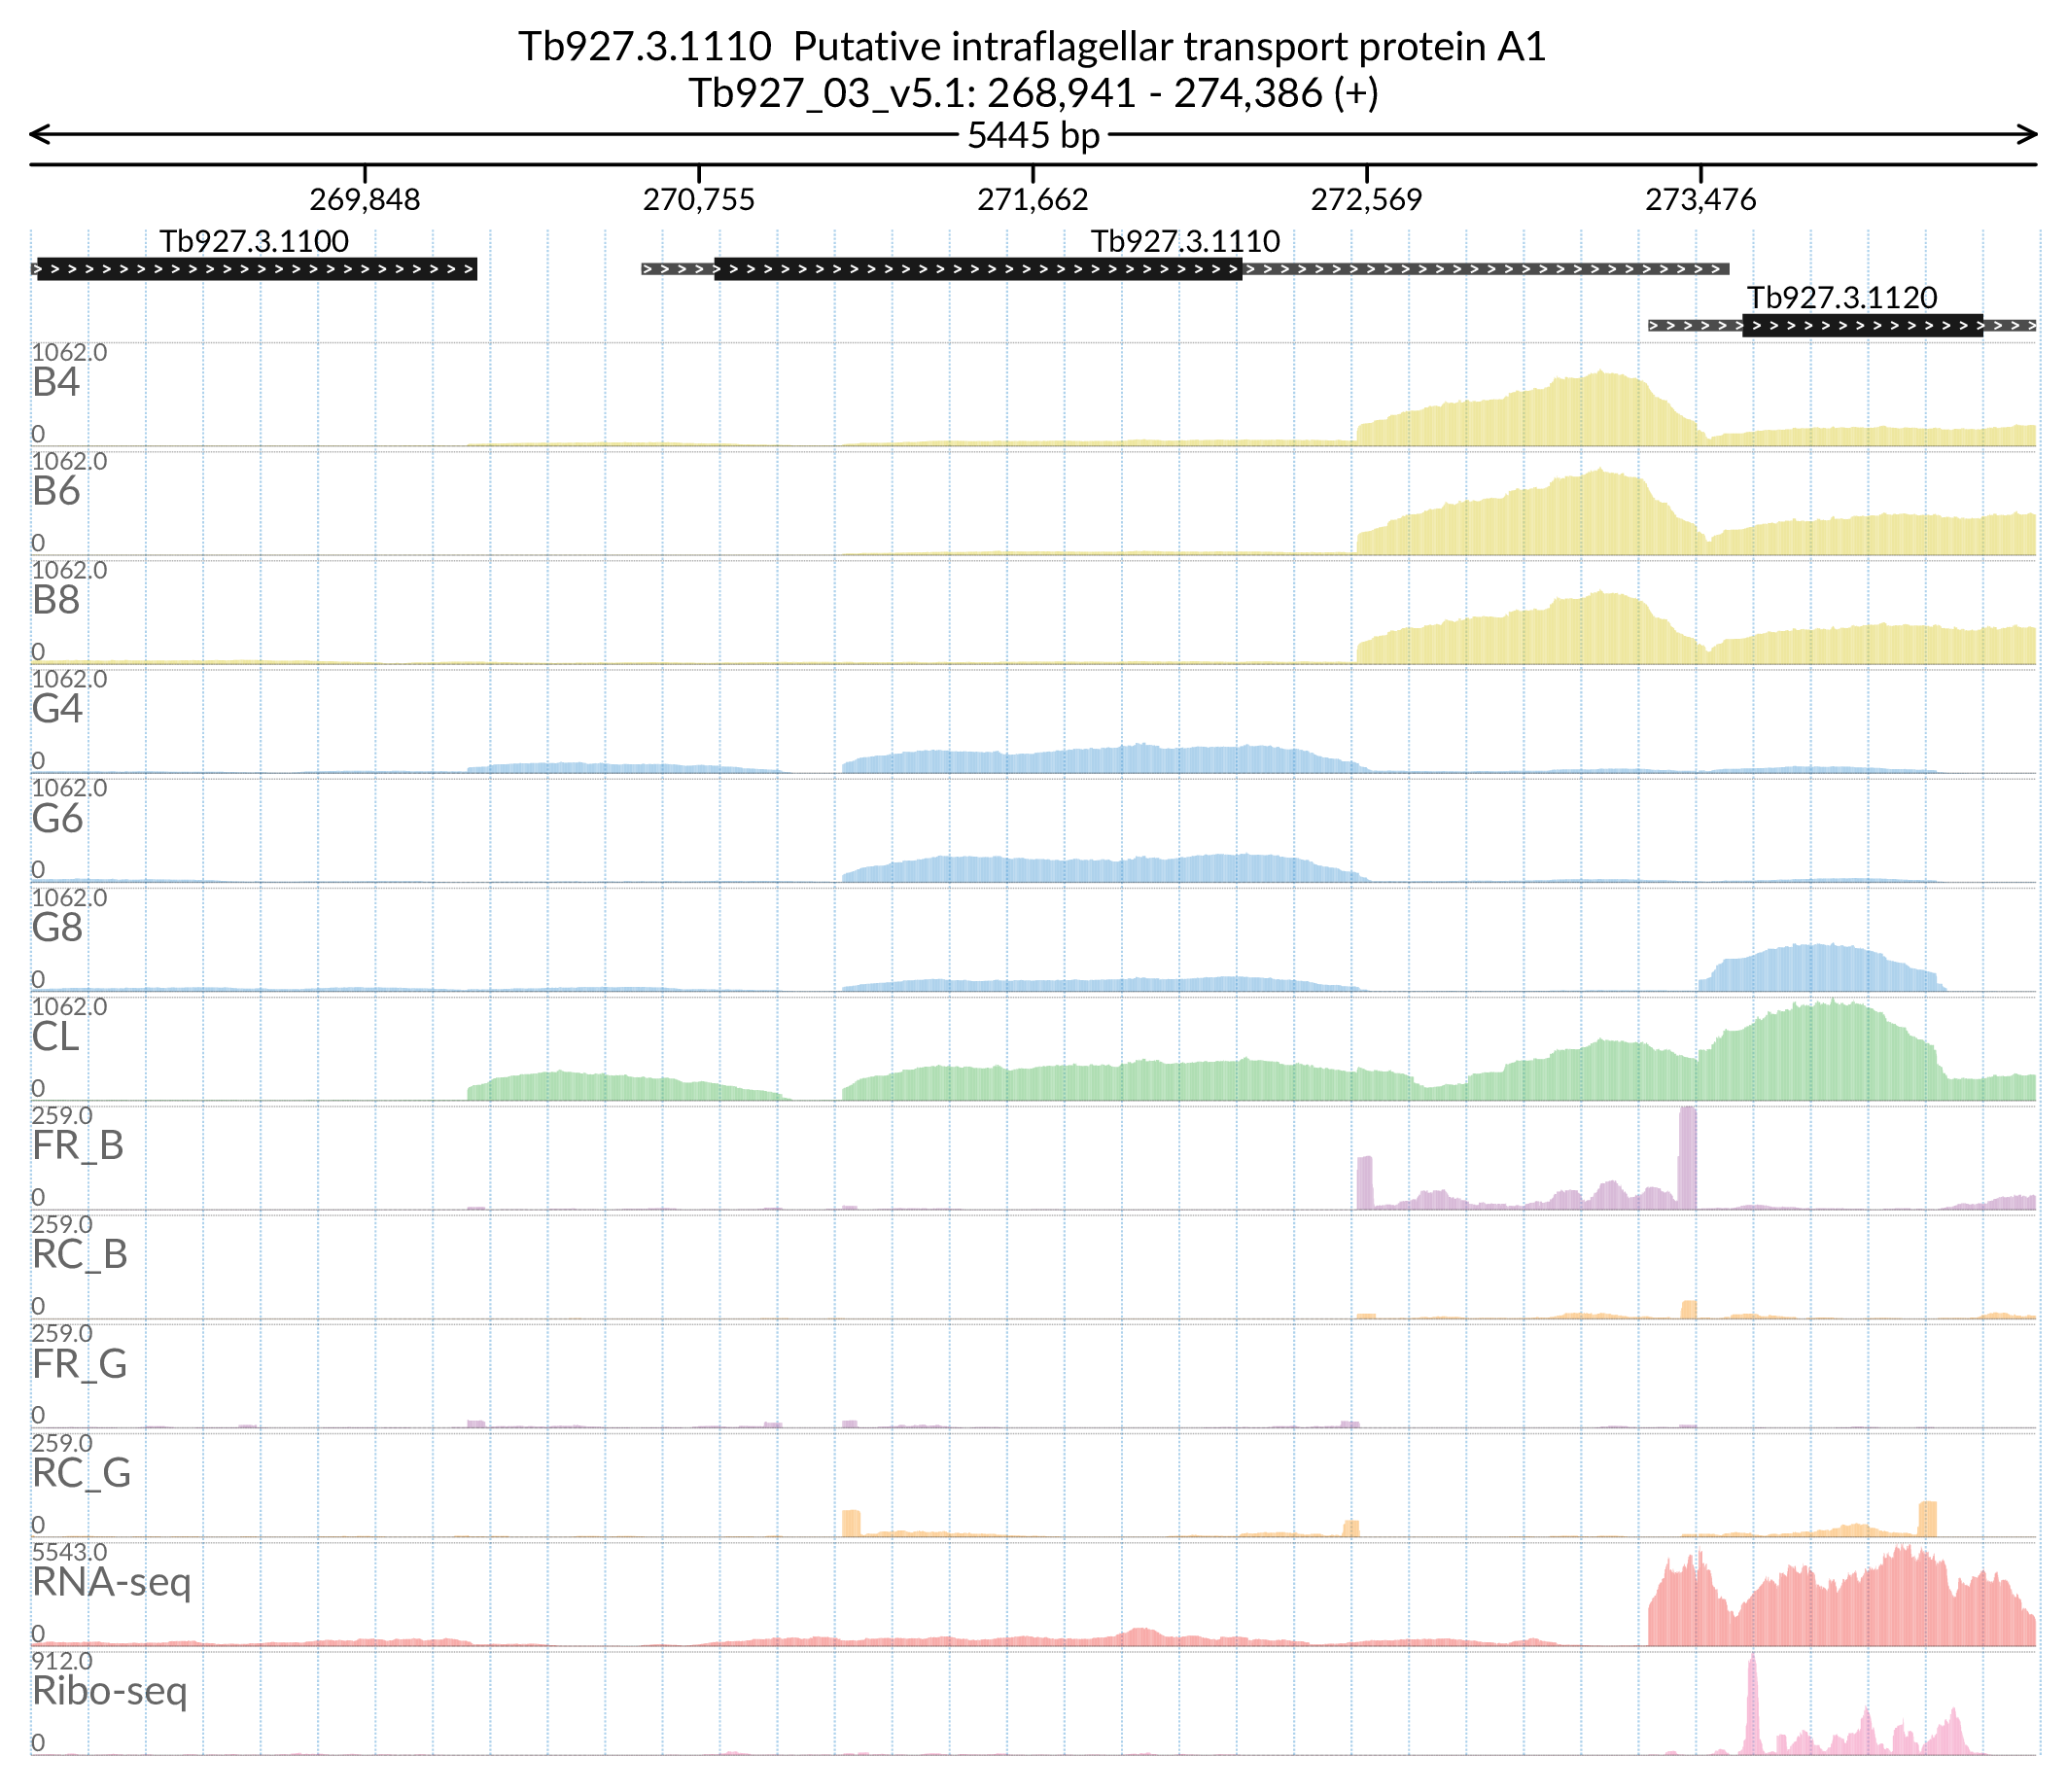 Tb927.3.1110 Putative intraflagellar transport protein A1
Tb927_03_v5.1: 268,941 - 274,386 (+)
5445 bp
269,848 270,755 271,662 272,569 273,476
Tb927.3.1100 Tb927.3.1110
Tb927.3.1120
1062.0
B4
0
1062.0
B6
0
1062.0
B8
0
1062.0
G4
0
1062.0
G6
0
1062.0
G8
0
1062.0
CL
0
259.0
FR_B
0
259.0
RC_B
0
259.0
FR_G
0
259.0
RC_G
0
5543.0
RNA-seq
0
912.0
Ribo-seq
0